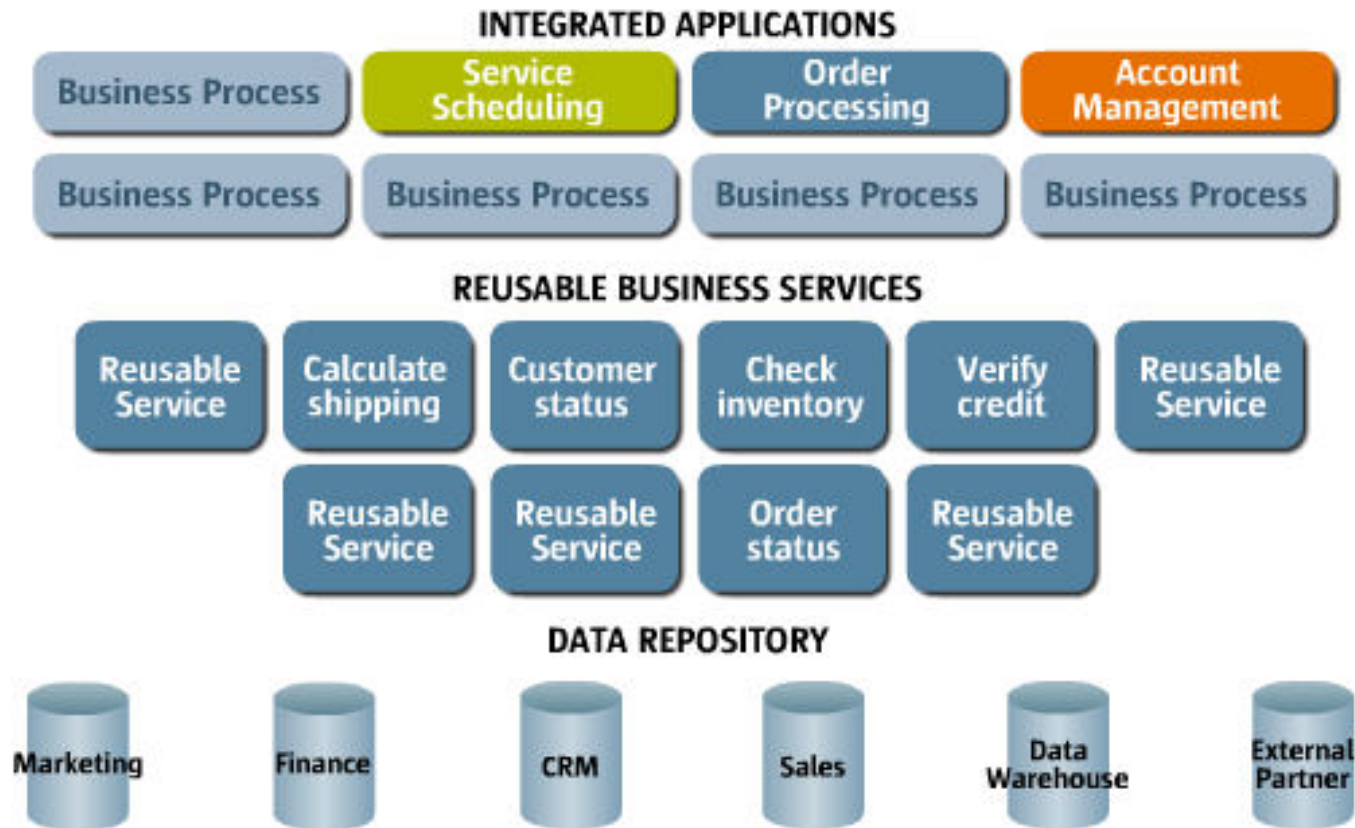 INTEGRATED APPLICATIONS
Business Process
Service
Scheduling
Order
Processing
Account
Management
Business Process
Business Process
Business Process
Business Process
REUSABLE BUSINESS SERVICES
Reusable
Service
Calculate
shipping
Customer
status
Check
inventory
Verify
credit
Reusable
Service
Reusable
Service
Reusable
Service
Order
status
Reusable
Service
DATA REPOSITORY
Marketing
Finance
CRM
Sales
Data
Warehouse
External
Partner